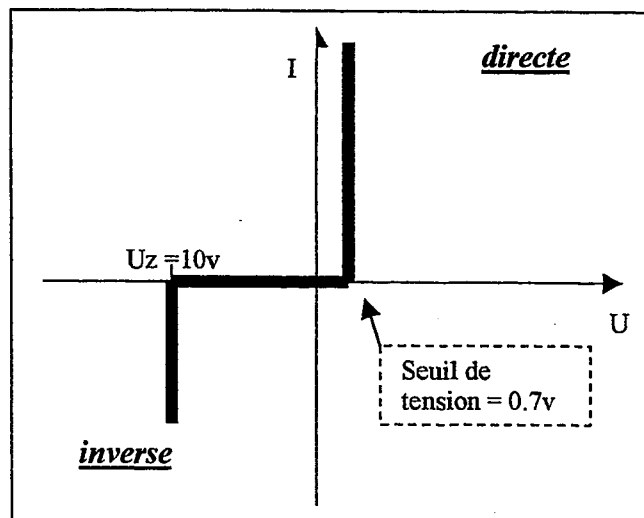 directe
I
Uz =10v
U
Seuil de
tension = 0.7v
inverse